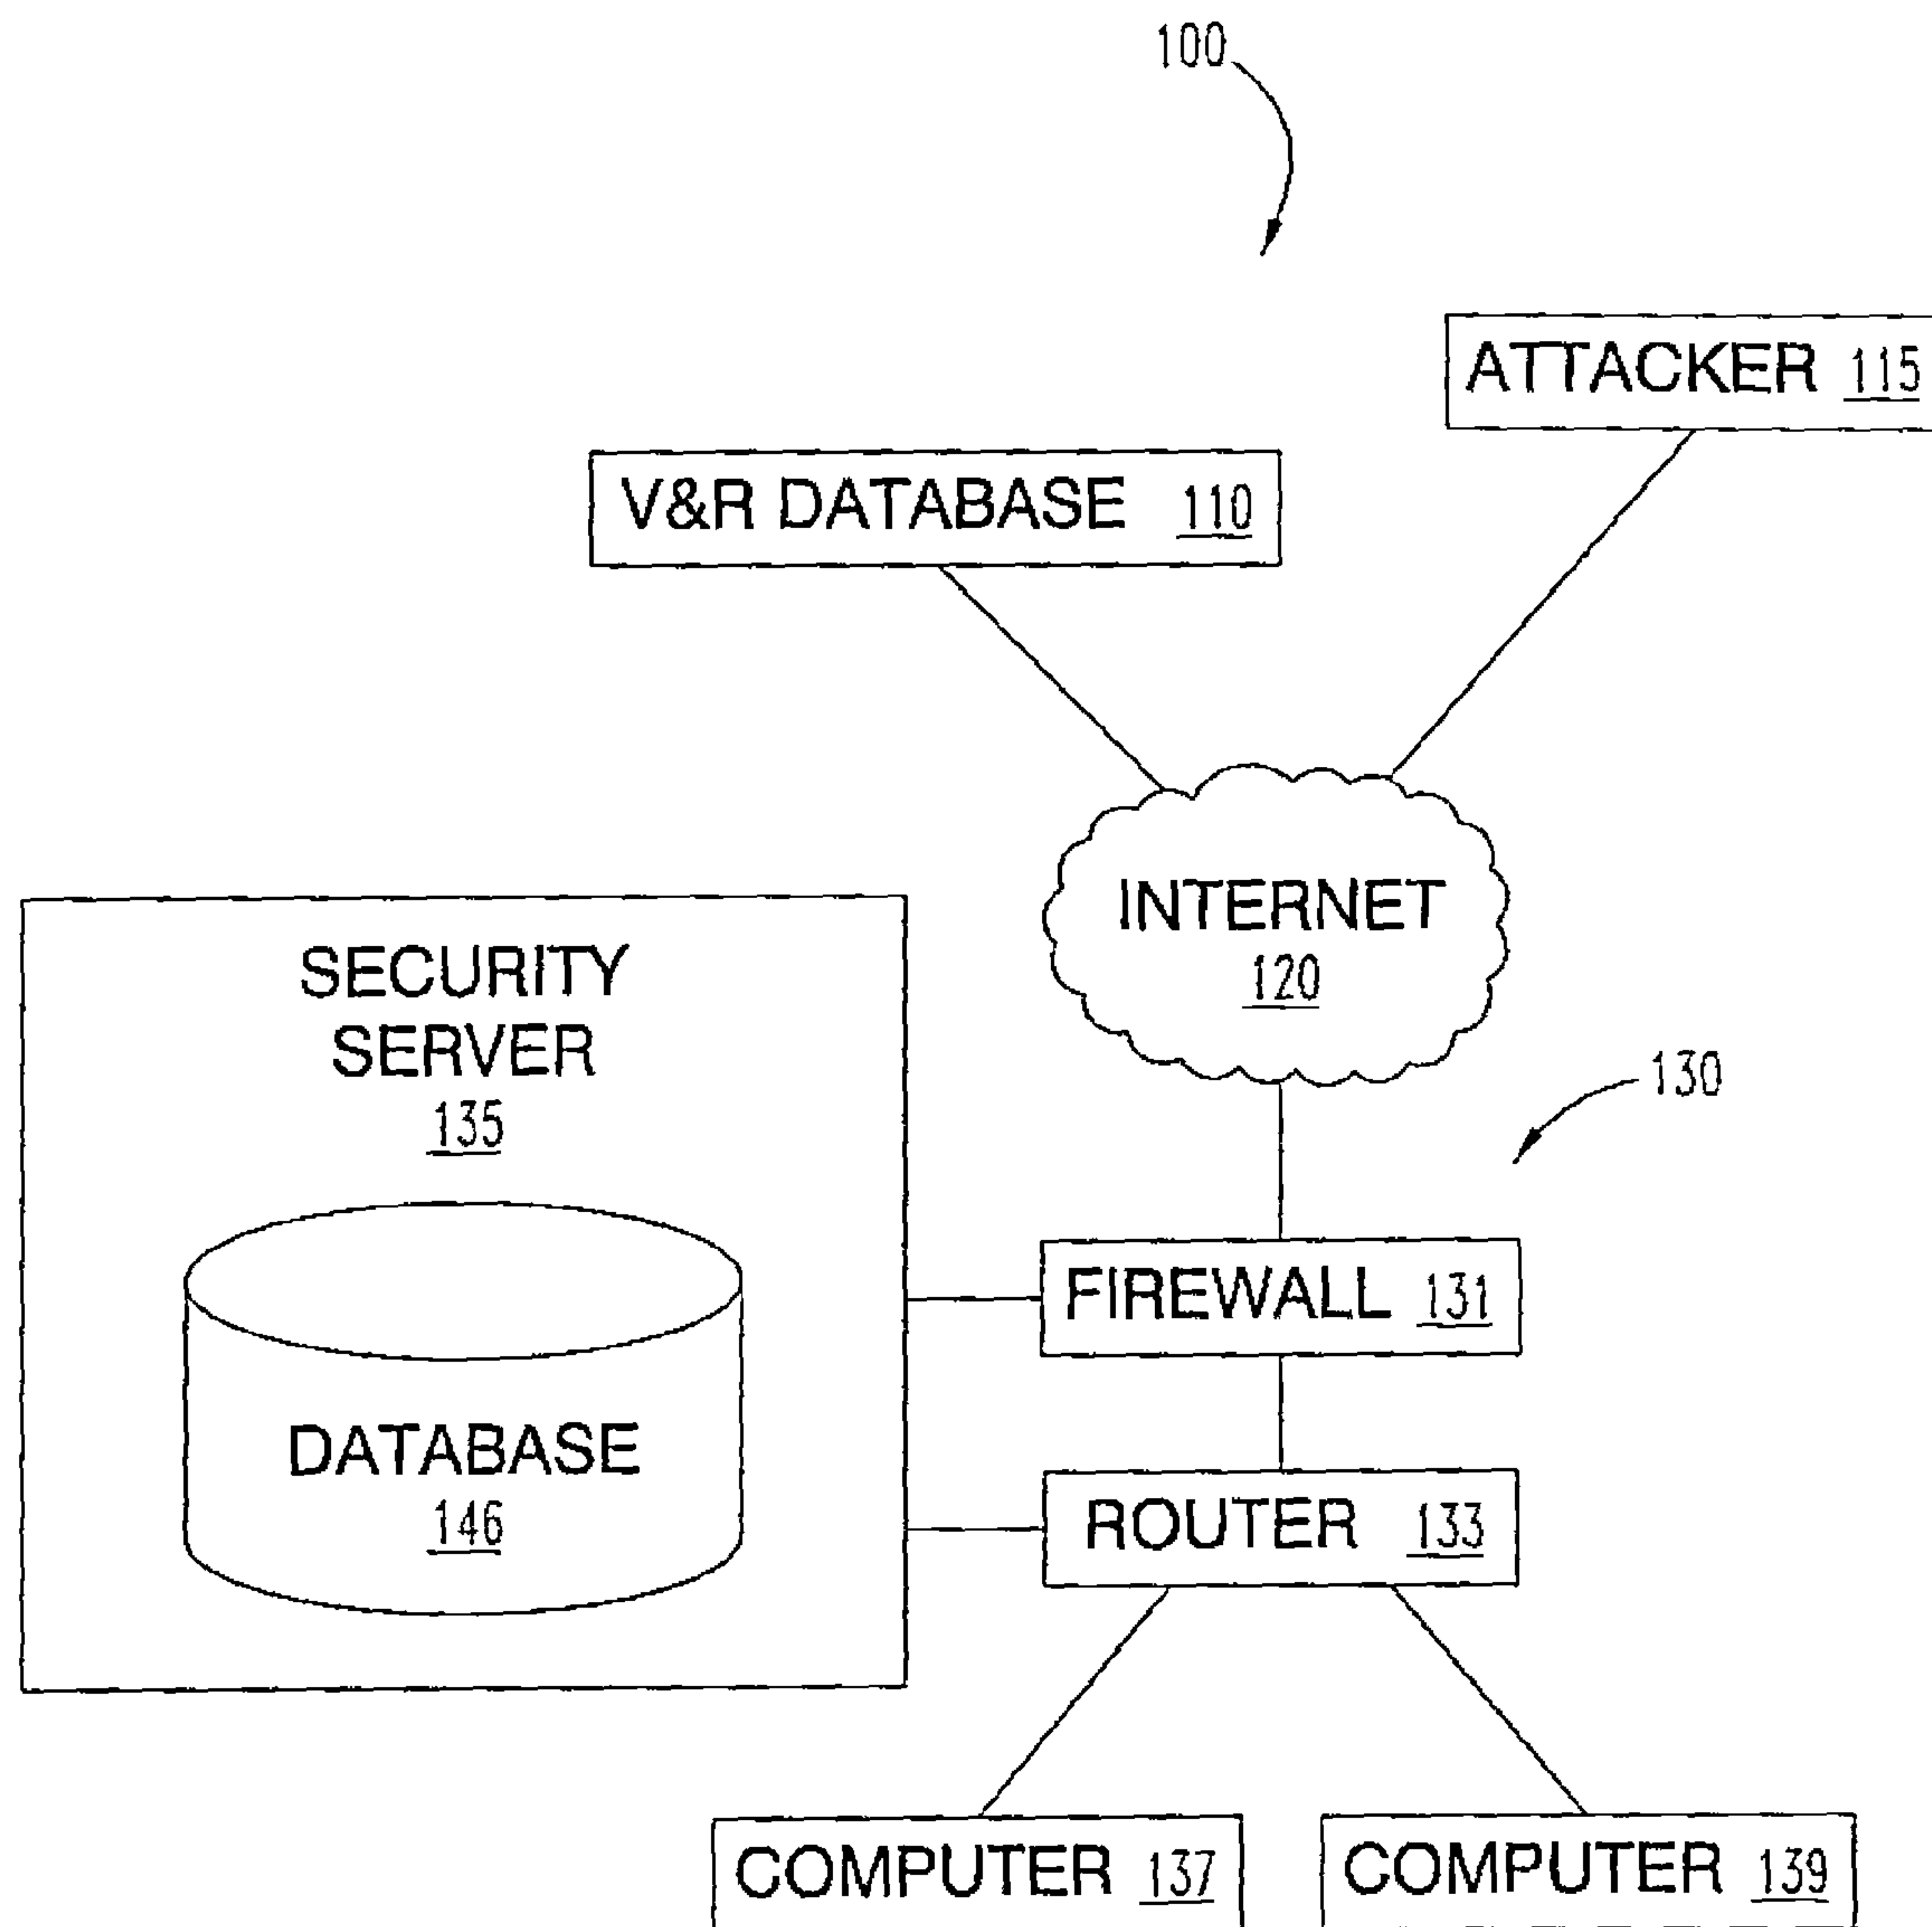 100
ATTACKER 115
V&R DATABASE 110
INTERNET
120
SECURITY
SERVER
135
130
FIREWALL 131
DATABASE
146
ROUTER 133
COMPUTER 137
COMPUTER 139